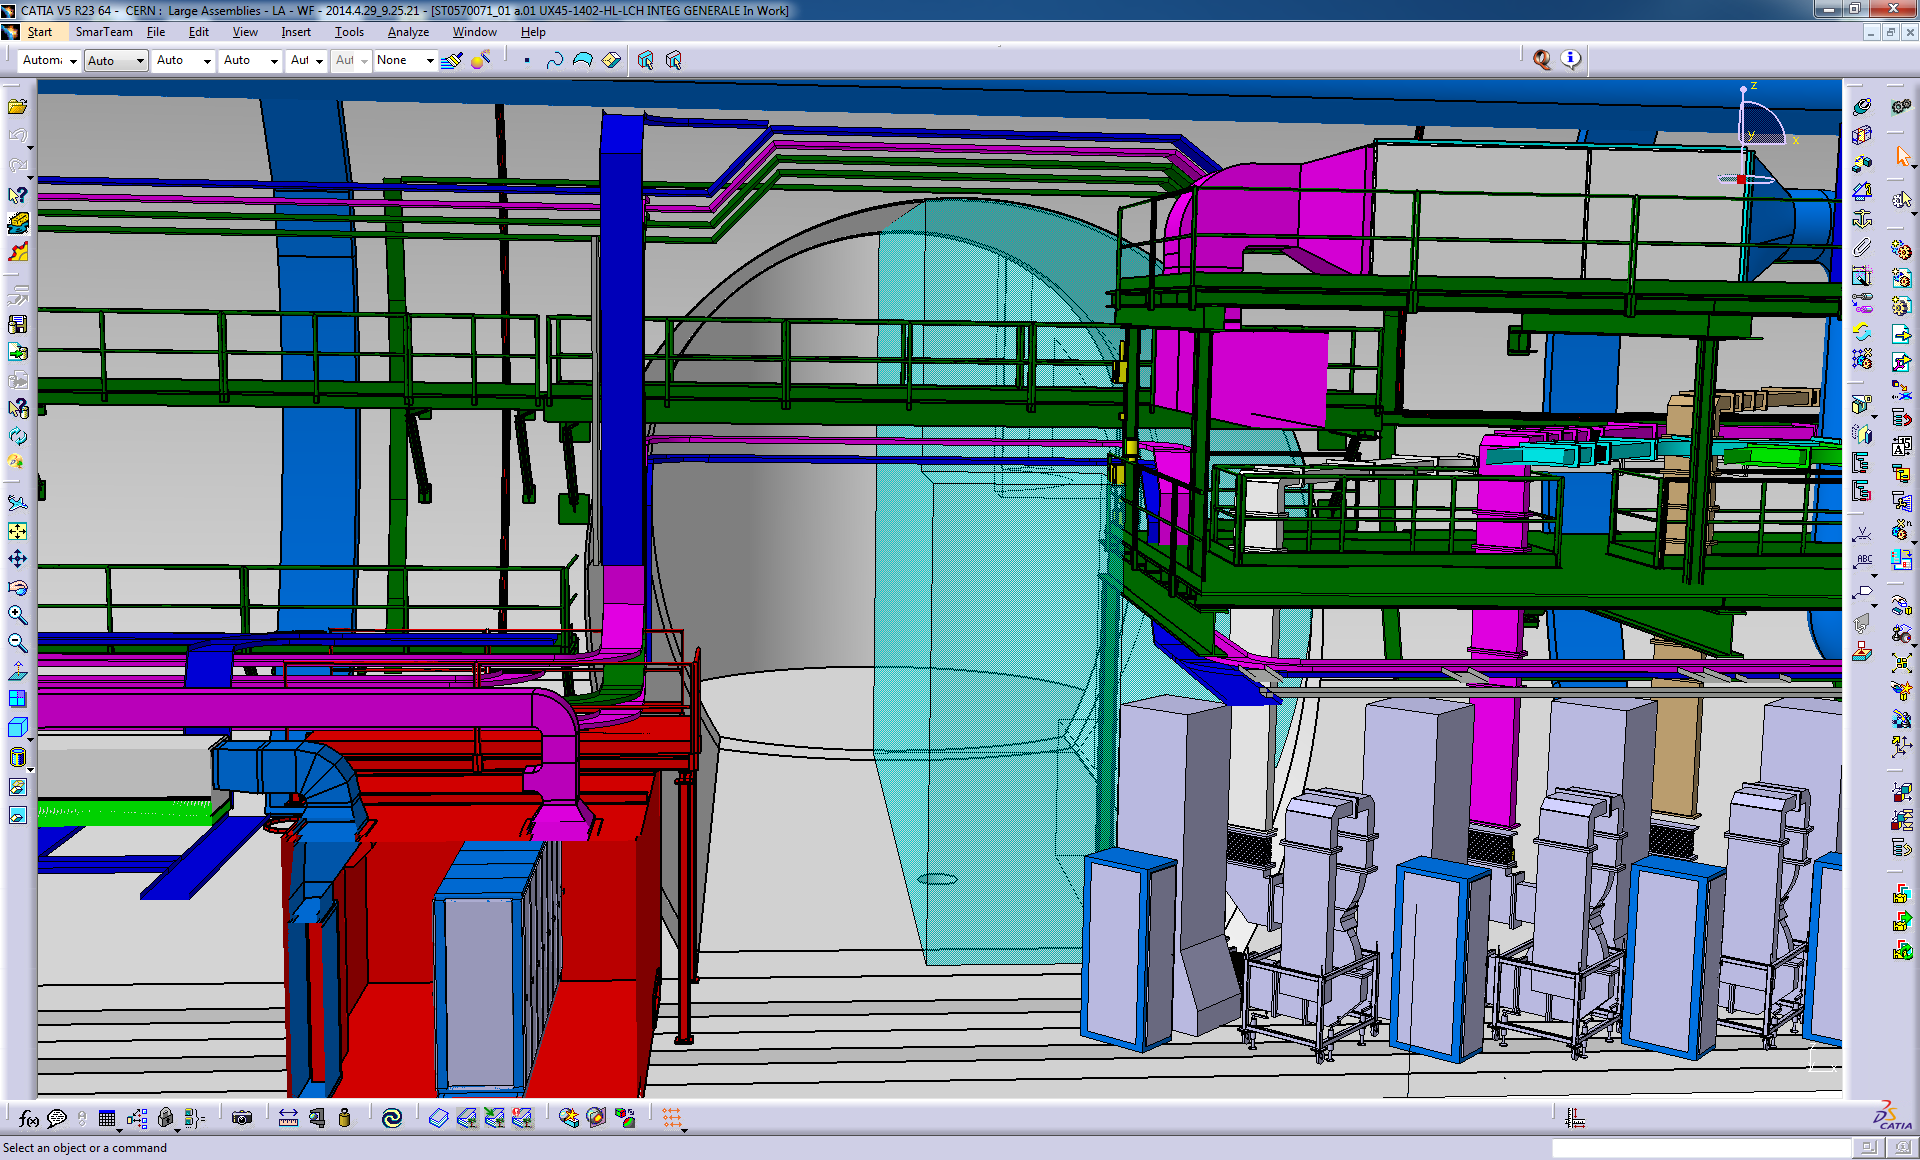 CATIA V5 R23 64 - CERN : Large Assemblies - LA - WF - 2014.4.29_9.25.21 - [ST0570071_01 a.01 UX45-1402-HL-LCH INTEG GENERALE In Work]
Start SmarTeam File Edit View Insert Tools Analyze Window Help
Autom Auto Auto Auto Aut Aut None
z
y
x
ABC
f(x)
DS CATIA
Select an object or a command